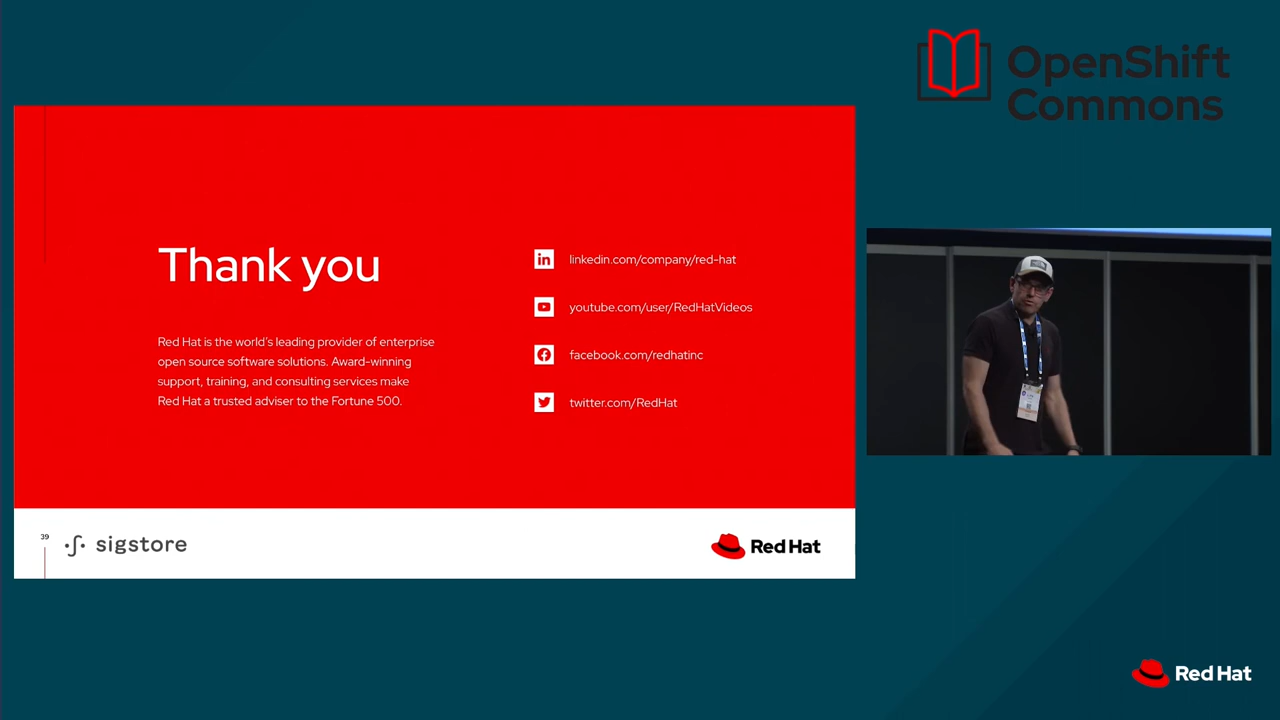 OpenShift
Commons
Thank you
Red Hat is the world's leading provider of enterprise
open source software solutions. Award-winning
support, training, and consulting services make
Red Hat a trusted adviser to the Fortune 500.
linkedin.com/company/red-hat
youtube.com/user/RedHatVideos
facebook.com/redhatinc
twitter.com/RedHat
39
sigstore
Red Hat
Red Hat